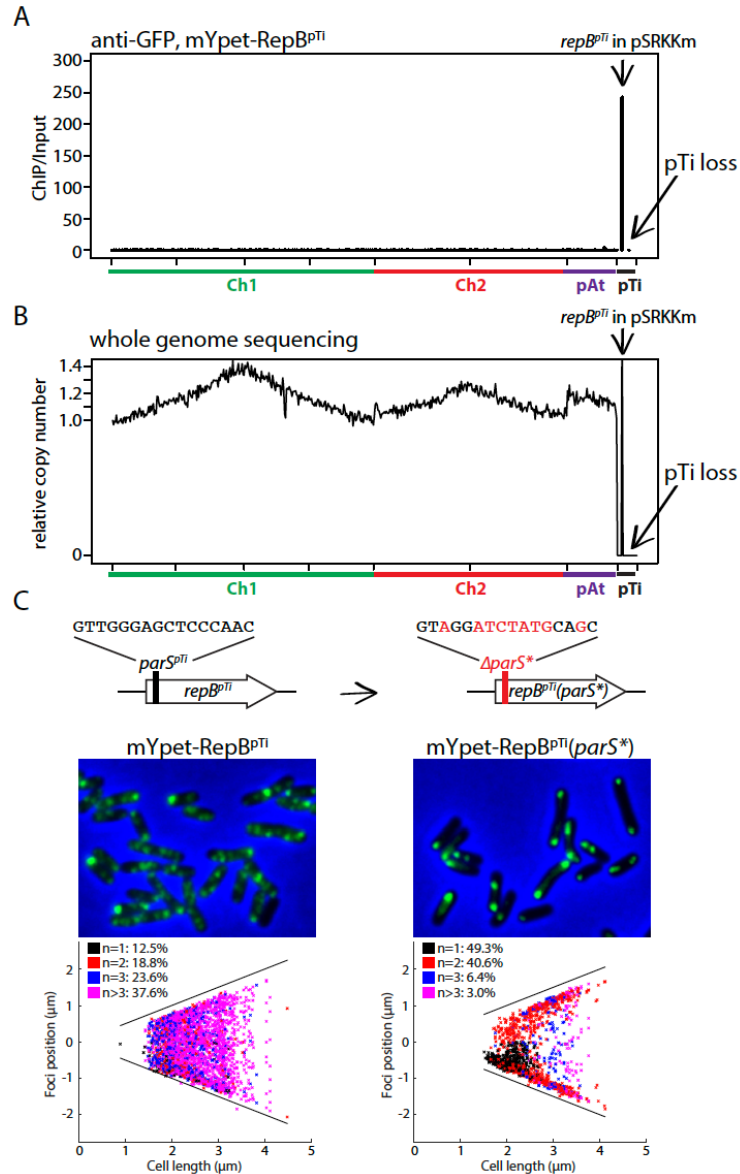 A
anti-GFP, mYpet-RepBpTi
repBpTi in pSRKKm
300
250
200
150
100
50
0
ChIP/Input
pTi loss
Ch1 Ch2 pAt pTi
B
whole genome sequencing
repBpTi in pSRKKm
1.4
1.2
1.0
0
relative copy number
pTi loss
Ch1 Ch2 pAt pTi
C
GTTGGGAGCTCCCAAC
parSpTi
repBpTi
GTAGGATCTATGCAGC
ΔparS*
repBpTi(parS*)
mYpet-RepBpTi
mYpet-RepBpTi(parS*)
n=1: 12.5%
n=2: 18.8%
n=3: 23.6%
n>3: 37.6%
2
1
0
-1
-2
Foci position (μm)
0 1 2 3 4 5
Cell length (μm)
n=1: 49.3%
n=2: 40.6%
n=3: 6.4%
n>3: 3.0%
2
1
0
-1
-2
Foci position (μm)
0 1 2 3 4 5
Cell length (μm)